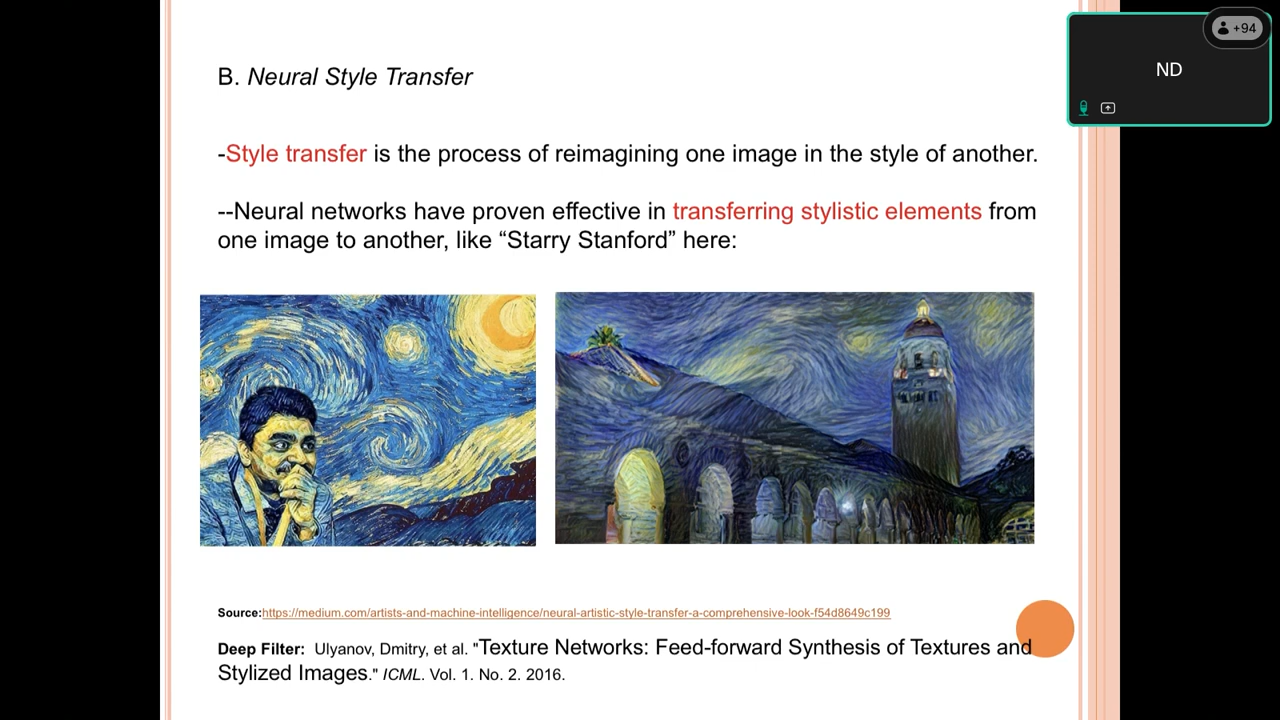 B. Neural Style Transfer
-Style transfer is the process of reimagining one image in the style of another.
--Neural networks have proven effective in transferring stylistic elements from
one image to another, like “Starry Stanford” here:
Source:https://medium.com/artists-and-machine-intelligence/neural-artistic-style-transfer-a-comprehensive-look-f54d8649c199
Deep Filter: Ulyanov, Dmitry, et al. "Texture Networks: Feed-forward Synthesis of Textures and
Stylized Images." ICML. Vol. 1. No. 2. 2016.
+94
ND